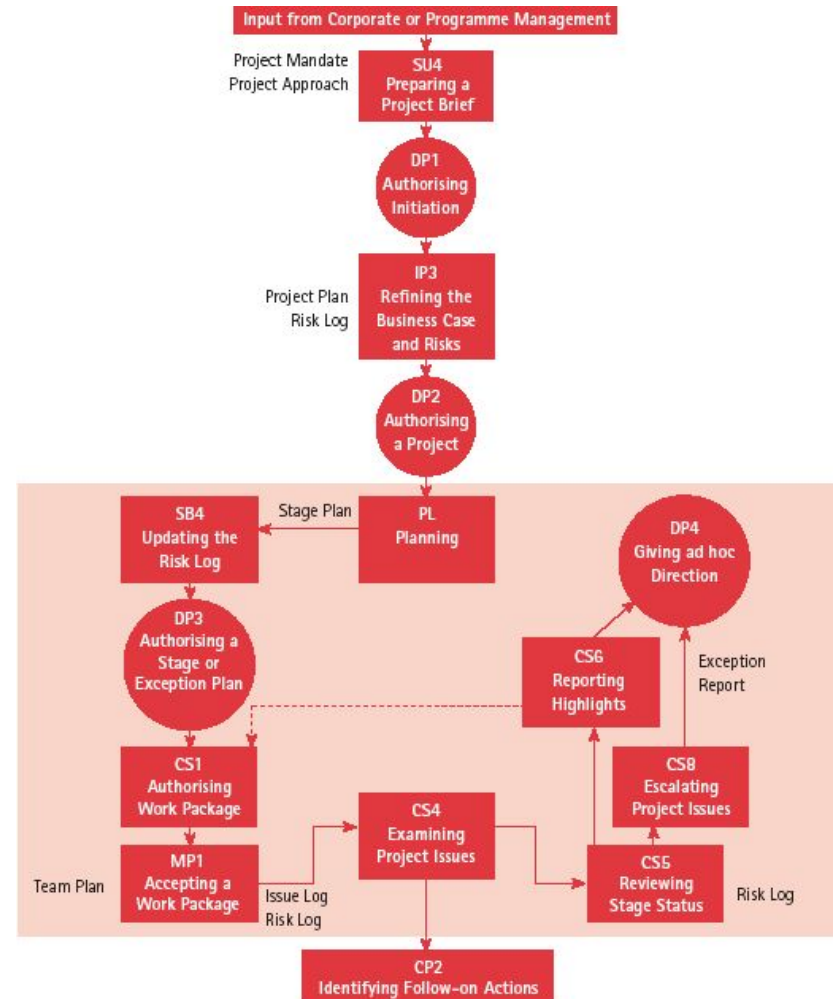 Input from Corporate or Programme Management
Project Mandate
Project Approach
SU4
Preparing a
Project Brief
DP1
Authorising
Initiation
Project Plan
Risk Log
IP3
Refining the
Business Case
and Risks
DP2
Authorising
a Project
SB4
Updating the
Risk Log
Stage Plan
PL
Planning
DP4
Giving ad hoc
Direction
DP3
Authorising a
Stage or
Exception Plan
CS6
Reporting
Highlights
Exception
Report
CS1
Authorising
Work Package
CS4
Examining
Project Issues
CS8
Escalating
Project Issues
Team Plan
MP1
Accepting a
Work Package
Issue Log
Risk Log
CS5
Reviewing
Stage Status
Risk Log
CP2
Identifying Follow-on Actions